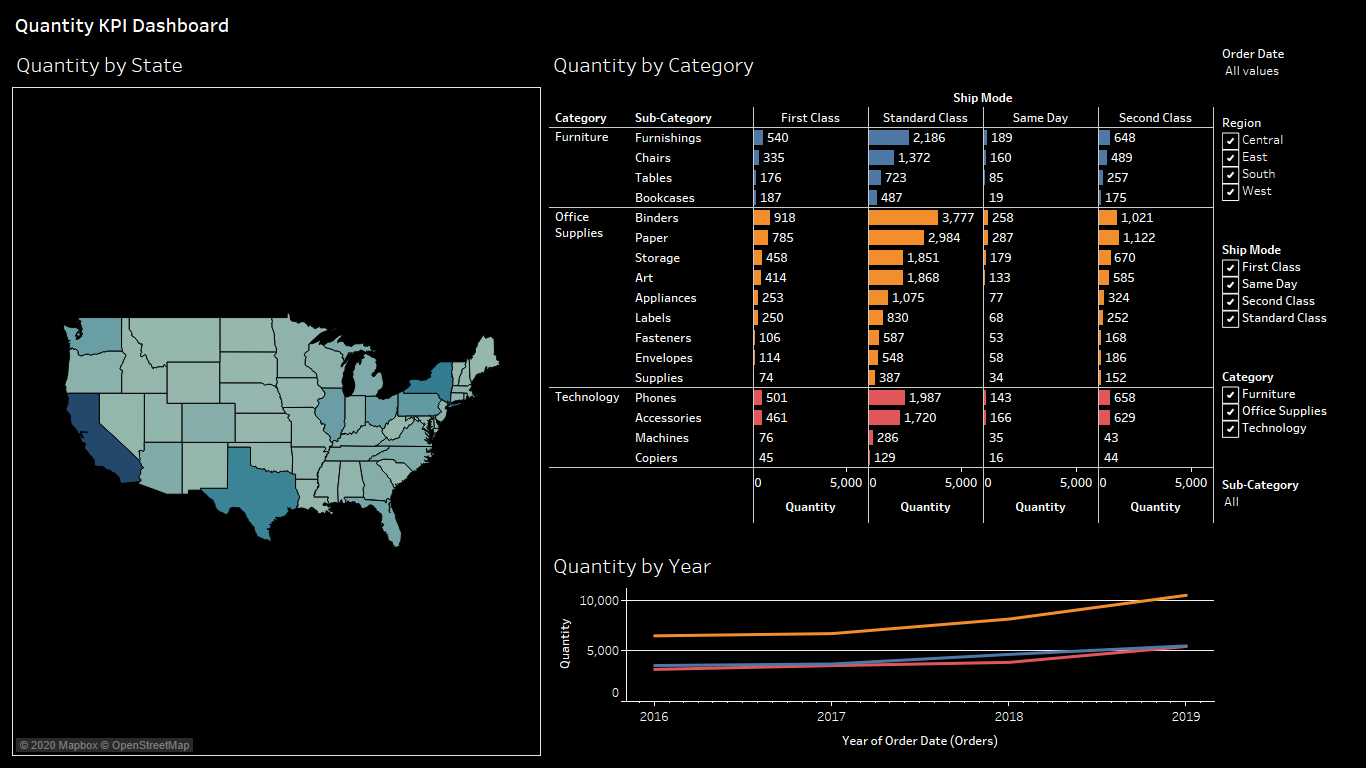 Quantity KPI Dashboard
Quantity by State
© 2020 Mapbox © OpenStreetMap
Quantity by Category
Ship Mode
Category Sub-Category First Class Standard Class Same Day Second Class
Furniture Furnishings 540 2,186 189 648
Chairs 335 1,372 160 489
Tables 176 723 85 257
Bookcases 187 487 19 175
Office Binders 918 3,777 258 1,021
Supplies
Paper 785 2,984 287 1,122
Storage 458 1,851 179 670
Art 414 1,868 133 585
Appliances 253 1,075 77 324
Labels 250 830 68 252
Fasteners 106 587 53 168
Envelopes 114 548 58 186
Supplies 74 387 34 152
Technology Phones 501 1,987 143 658
Accessories 461 1,720 166 629
Machines 76 286 35 43
Copiers 45 129 16 44
0 5,000 0 5,000 0 5,000 0 5,000
Quantity Quantity Quantity Quantity
Quantity by Year
10,000
5,000
0
Quantity
2016 2017 2018 2019
Year of Order Date (Orders)
Order Date
All values
Region
Central
East
South
West
Ship Mode
First Class
Same Day
Second Class
Standard Class
Category
Furniture
Office Supplies
Technology
Sub-Category
All